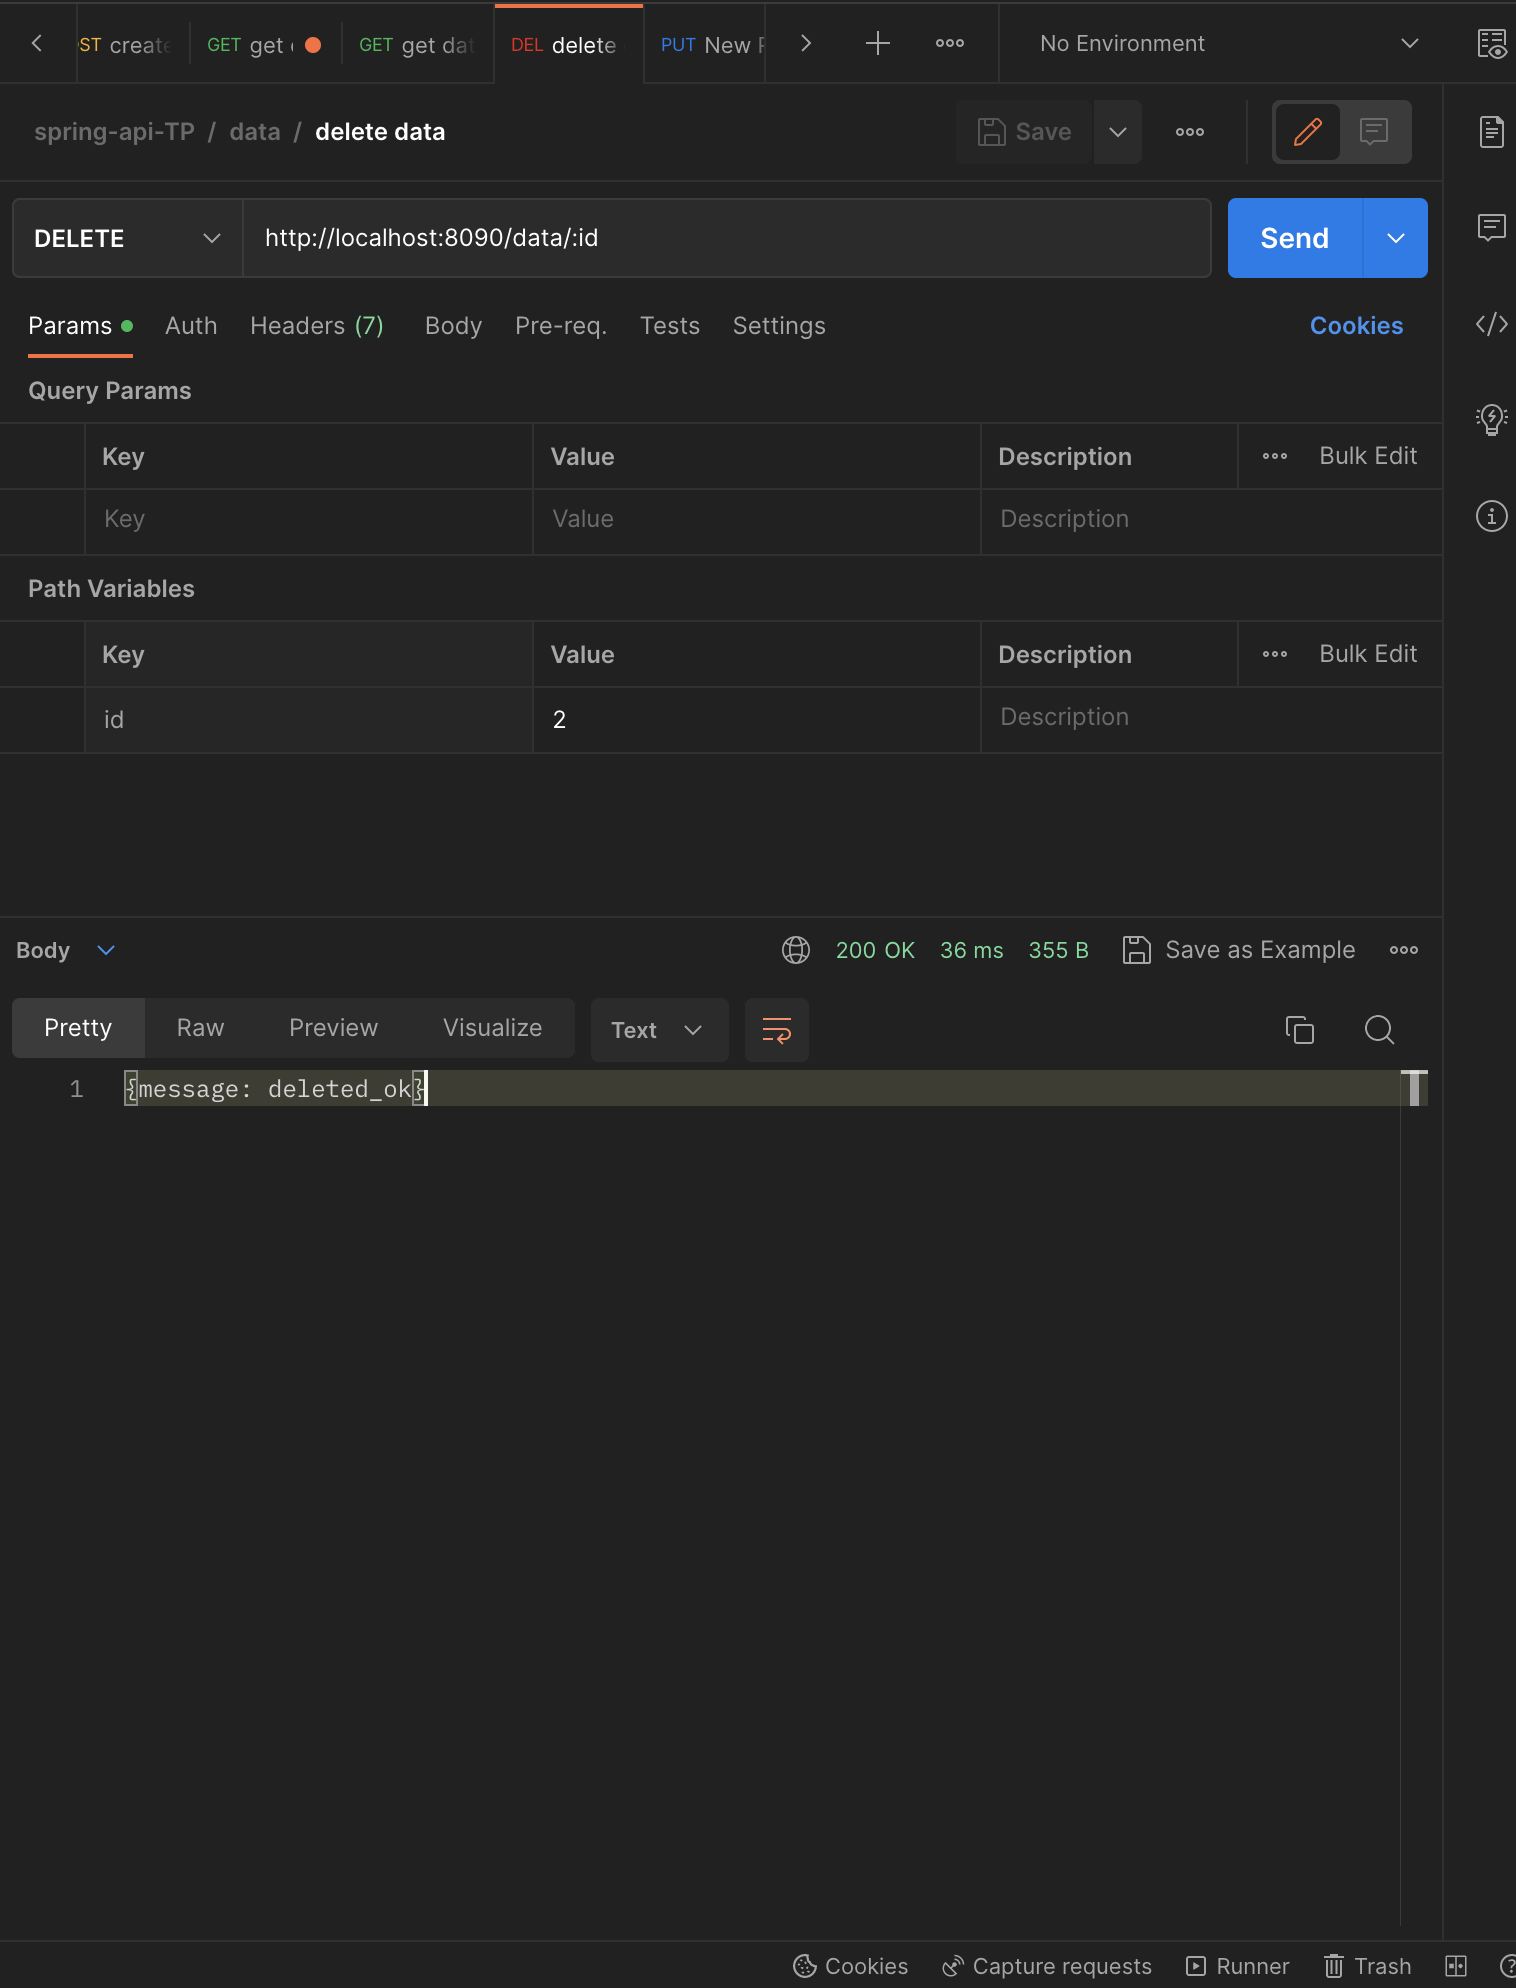 ST create GET get GET get dat DEL delete PUT New No Environment
spring-api-TP / data / delete data Save
DELETE http://localhost:8090/data/:id Send
Params Auth Headers (7) Body Pre-req. Tests Settings Cookies
Query Params
Key Value Description Bulk Edit
Key Value Description
Path Variables
Key Value Description Bulk Edit
id 2 Description
Body 200 OK 36 ms 355 B Save as Example
Pretty Raw Preview Visualize Text
1 {message: deleted_ok}
Cookies Capture requests Runner Trash